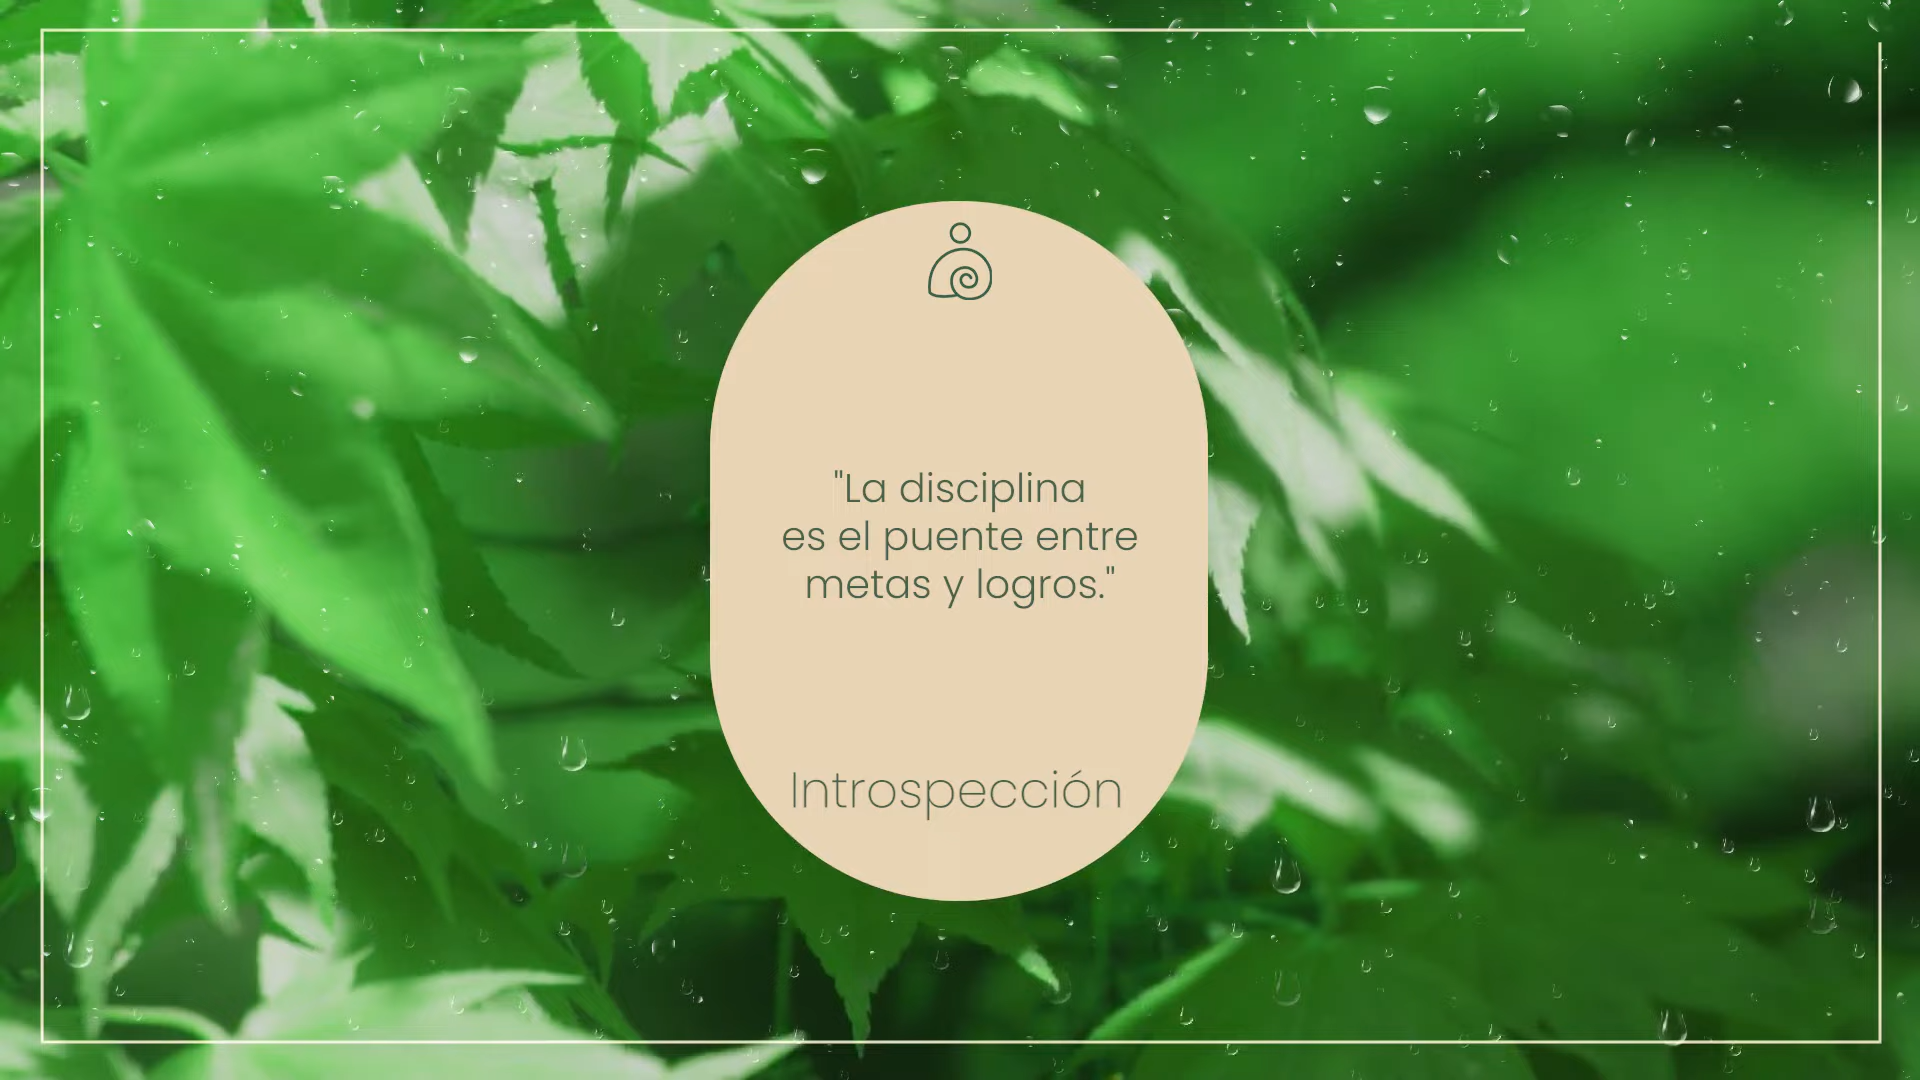 "La disciplina
es el puente entre
metas y logros."
Introspección